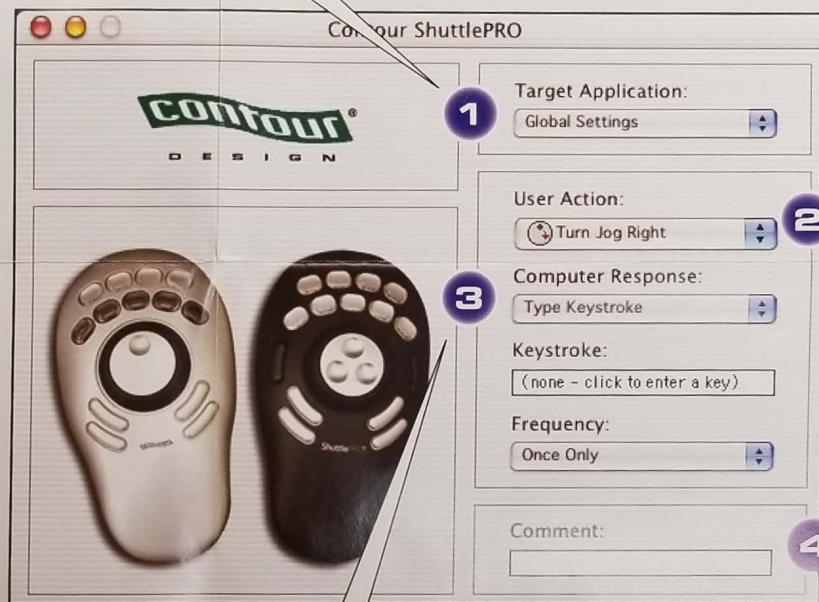 Contour ShuttlePRO
contour®
DESIGN
1
Target Application:
Global Settings
User Action:
2
Turn Jog Right
3
Computer Response:
Type Keystroke
Keystroke:
(none - click to enter a key)
Frequency:
Once Only
Comment:
4